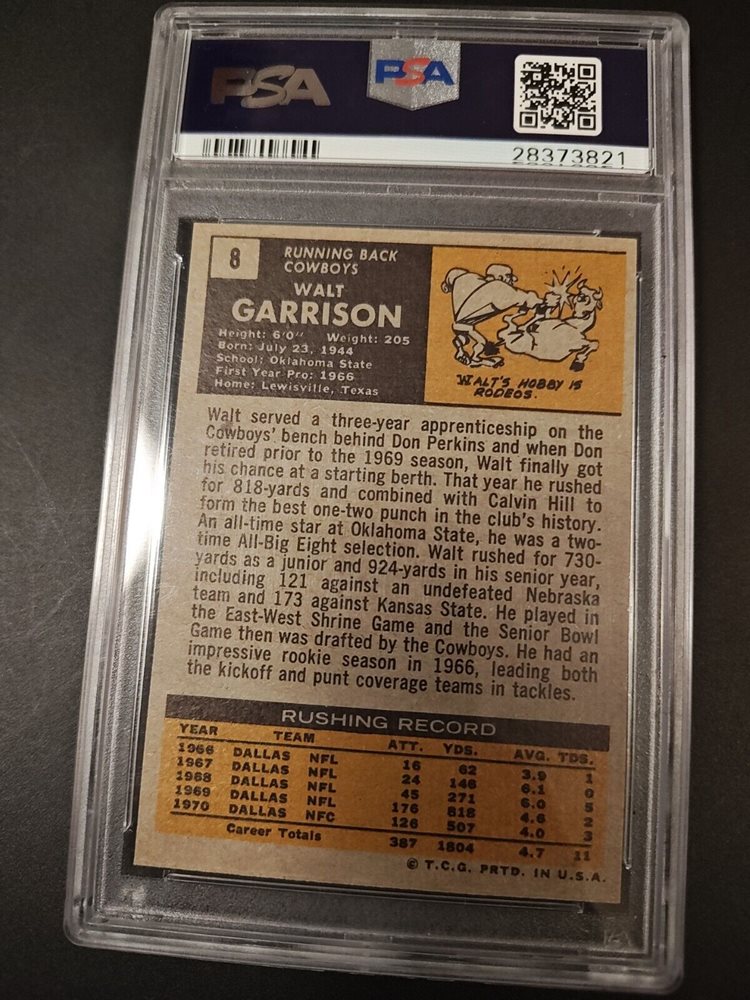 PSA PSA
28373821
8 RUNNING BACK
COWBOYS
WALT
GARRISON
Height: 6'0" Weight: 205
Born: July 23, 1944
School: Oklahoma State
First Year Pro: 1966
Home: Lewisville, Texas
WALT'S HOBBY IS
RODEOS.
Walt served a three-year apprenticeship on the
Cowboys' bench behind Don Perkins and when Don
retired prior to the 1969 season, Walt finally got
his chance at a starting berth. That year he rushed
for 818-yards and combined with Calvin Hill to
form the best one-two punch in the club's history.
An all-time star at Oklahoma State, he was a two-
time All-Big Eight selection. Walt rushed for 730-
yards as a junior and 924-yards in his senior year,
including 121 against an undefeated Nebraska
team and 173 against Kansas State. He played in
the East-West Shrine Game and the Senior Bowl
Game then was drafted by the Cowboys. He had an
impressive rookie season in 1966, leading both
the kickoff and punt coverage teams in tackles.
RUSHING RECORD
YEAR TEAM ATT. YDS. AVG. TDS.
1966 DALLAS NFL 16 62 3.9 1
1967 DALLAS NFL 24 146 6.1 0
1968 DALLAS NFL 45 271 6.0 5
1969 DALLAS NFL 176 818 4.6 2
1970 DALLAS NFC 126 507 4.0 3
Career Totals 387 1804 4.7 11
© T.C.G. PRTD. IN U.S.A.